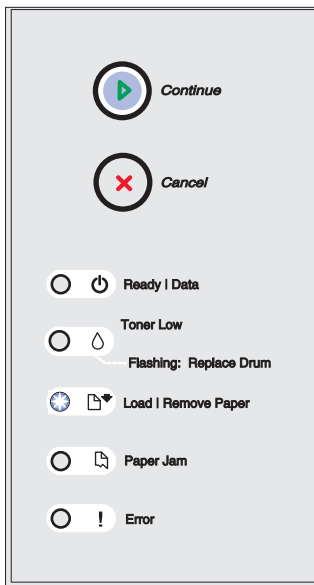 Continue
Cancel
Ready | Data
Toner Low
Flashing: Replace Drum
Load | Remove Paper
! Paper Jam
Error